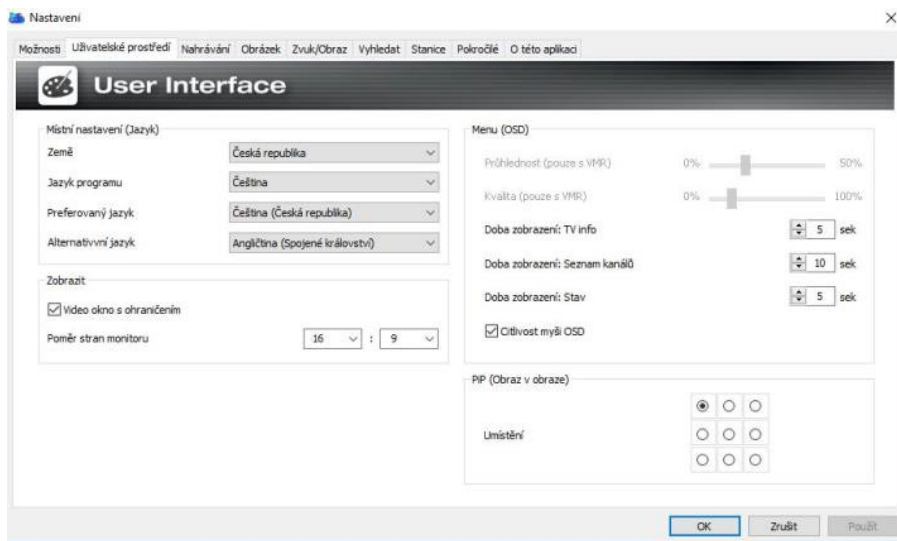 Nastavení
Možnosti Uživatelské prostředí Nahrávání Obrázek Zvuk/Obraz Vyhledat Stanice Pokročilé O této aplikaci
User Interface
Místní nastavení (Jazyk)
Země Česká republika
Jazyk programu Čeština
Preferovaný jazyk Čeština (Česká republika)
Alternativvní jazyk Angličtina (Spojené království)
Zobrazit
Video okno s ohraničením
Poměr stran monitoru 16 : 9
Menu (OSD)
Průhlednost (pouze s VMR) 0% 50%
Kvalita (pouze s VMR) 0% 100%
Doba zobrazení: TV info 5 sek
Doba zobrazení: Seznam kanálů 10 sek
Doba zobrazení: Stav 5 sek
Citlivost myši OSD
PiP (Obraz v obraze)
Umístění
OK Zrušit Použít